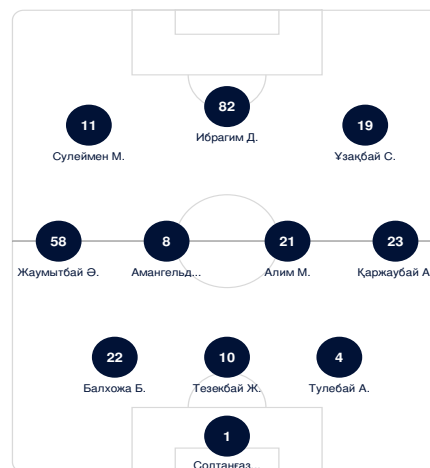 82
11
19
Ибрагим Д.
Сулеймен М.
Ұзақбай С.
58
8
21
23
Жаумытбай Ә.
Амангельд...
Алим М.
Қаржаубай А
22
10
4
Балхожа Б.
Тезекбай Ж.
Тулебай А.
1
Солтанғаз...